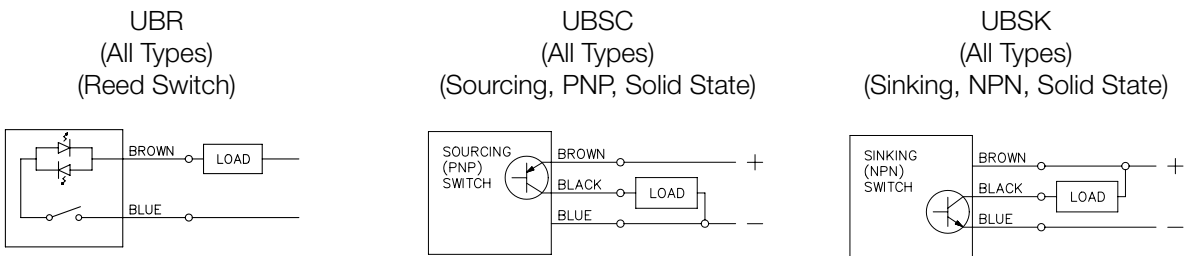 UBR
(All Types)
(Reed Switch)
BROWN
LOAD
BLUE
UBSC
(All Types)
(Sourcing, PNP, Solid State)
SOURCING
(PNP)
SWITCH
BROWN
+
BLACK
LOAD
BLUE
–
UBSK
(All Types)
(Sinking, NPN, Solid State)
SINKING
(NPN)
SWITCH
BROWN
+
BLACK
LOAD
BLUE
–